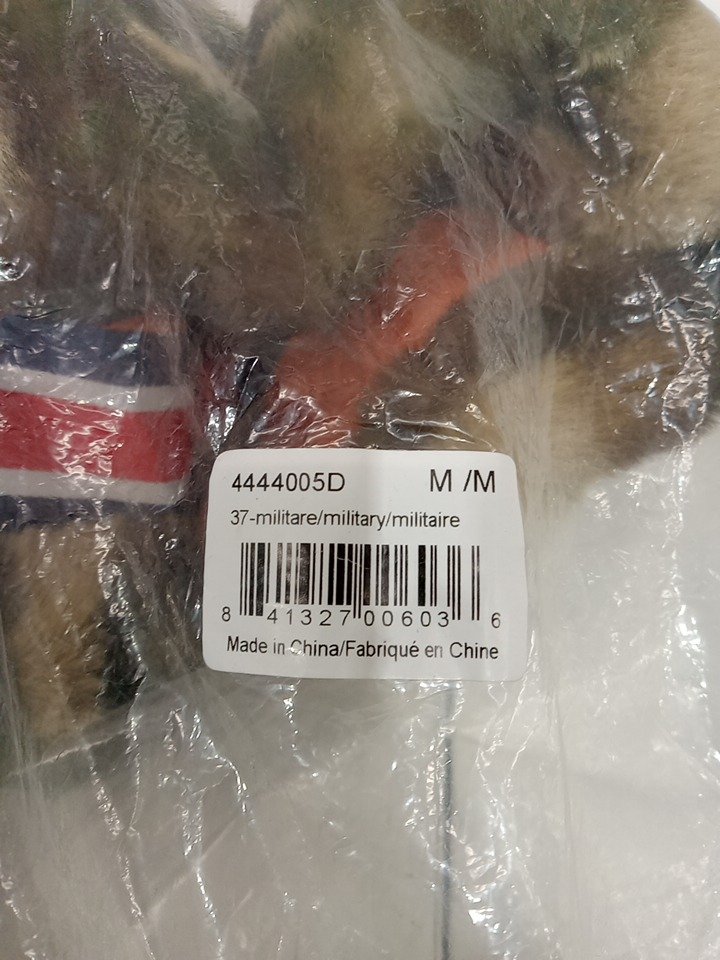 4444005D M /M
37-militare/military/militaire
8 41327 00603 6
Made in China/Fabriqué en Chine